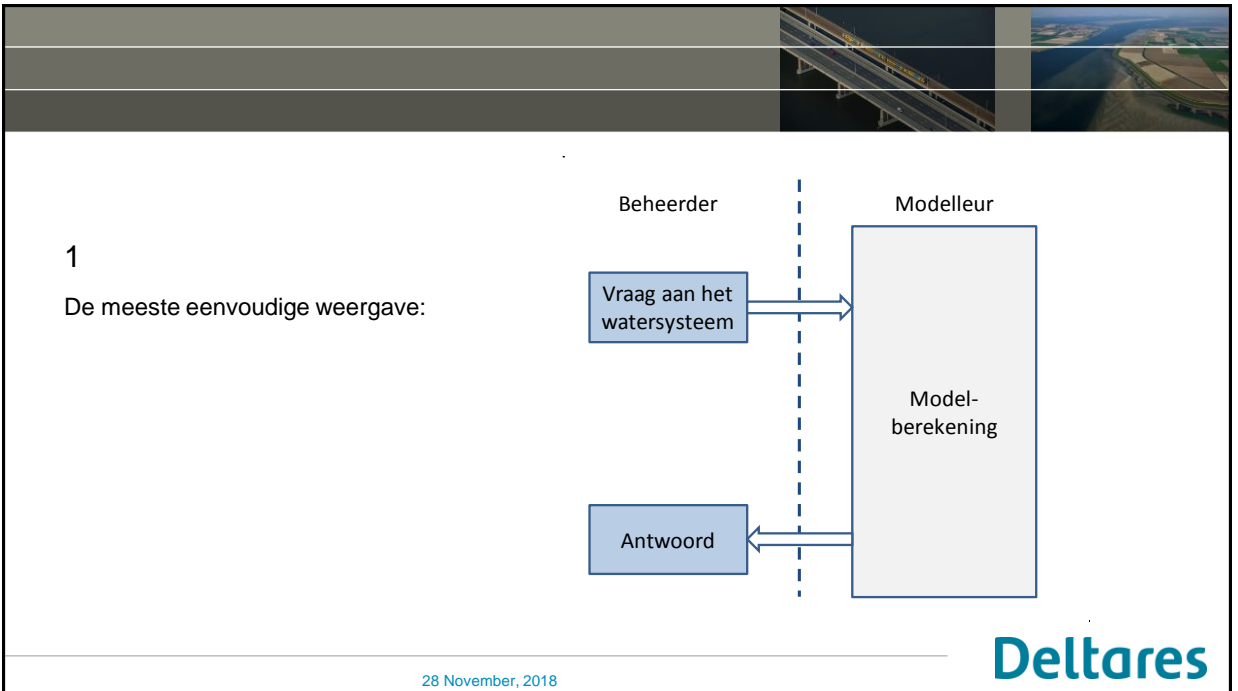 1
De meeste eenvoudige weergave:
Beheerder
Modelleur
Vraag aan het
watersysteem
Model-
berekening
Antwoord
28 November, 2018
Deltares